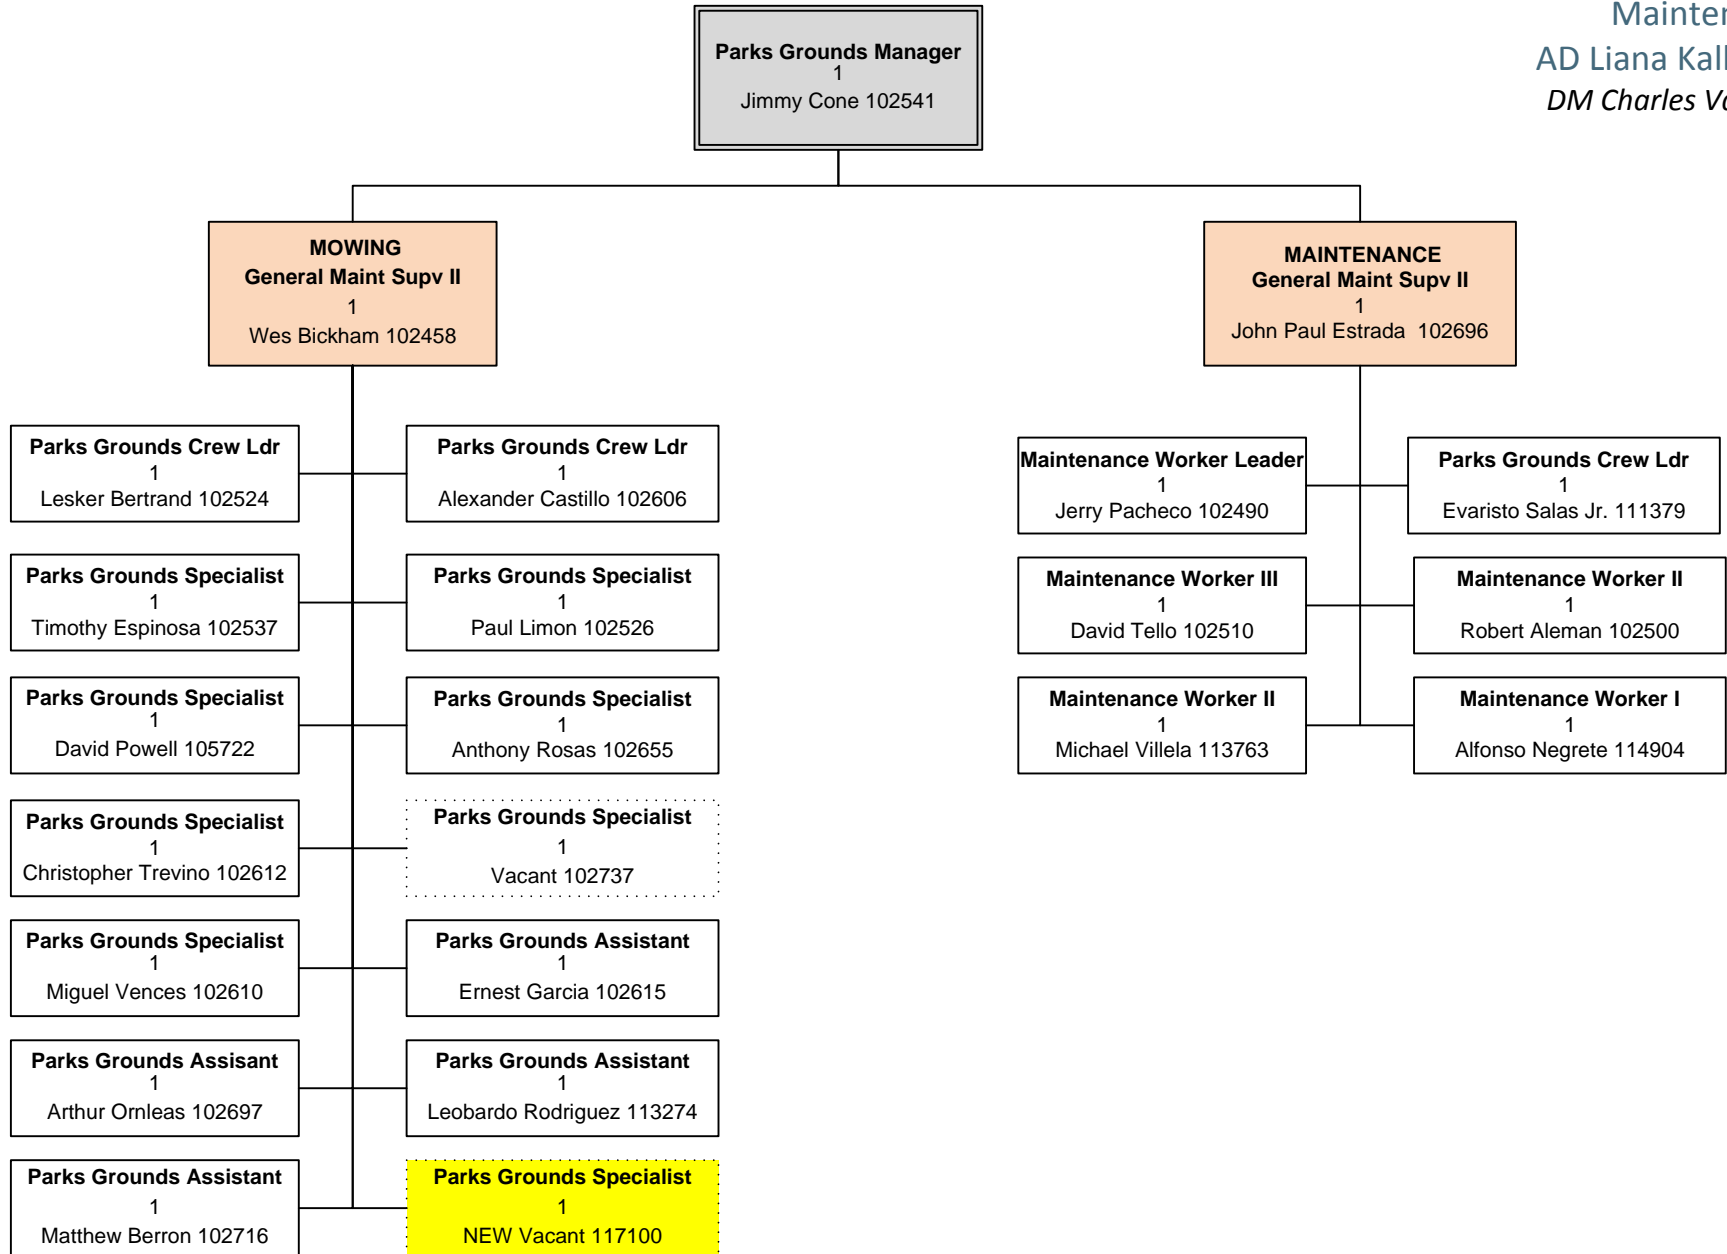 Parks Grounds Manager
1
Jimmy Cone 102541
AD Liana
DM Charles
MOWING
General Maint Supv II
1
Wes Bickham 102458
MAINTENANCE
General Maint Supv II
1
John Paul Estrada 102696
Parks Grounds Crew Ldr
1
Lesker Bertrand 102524
Parks Grounds Crew Ldr
1
Alexander Castillo 102606
Maintenance Worker Leader
1
Jerry Pacheco 102490
Parks Grounds Crew Ldr
1
Evaristo Salas Jr. 111379
Parks Grounds Specialist
1
Timothy Espinosa 102537
Parks Grounds Specialist
1
Paul Limon 102526
Maintenance Worker III
1
David Tello 102510
Maintenance Worker II
1
Robert Aleman 102500
Parks Grounds Specialist
1
David Powell 105722
Parks Grounds Specialist
1
Anthony Rosas 102655
Maintenance Worker II
1
Michael Villela 113763
Maintenance Worker I
1
Alfonso Negrete 114904
Parks Grounds Specialist
1
Christopher Trevino 102612
Parks Grounds Specialist
1
Vacant 102737
Parks Grounds Specialist
1
Miguel Vences 102610
Parks Grounds Assistant
1
Ernest Garcia 102615
Parks Grounds Assisant
1
Arthur Ornleas 102697
Parks Grounds Assistant
1
Leobardo Rodriguez 113274
Parks Grounds Assistant
1
Matthew Berron 102716
Parks Grounds Specialist
1
NEW Vacant 117100